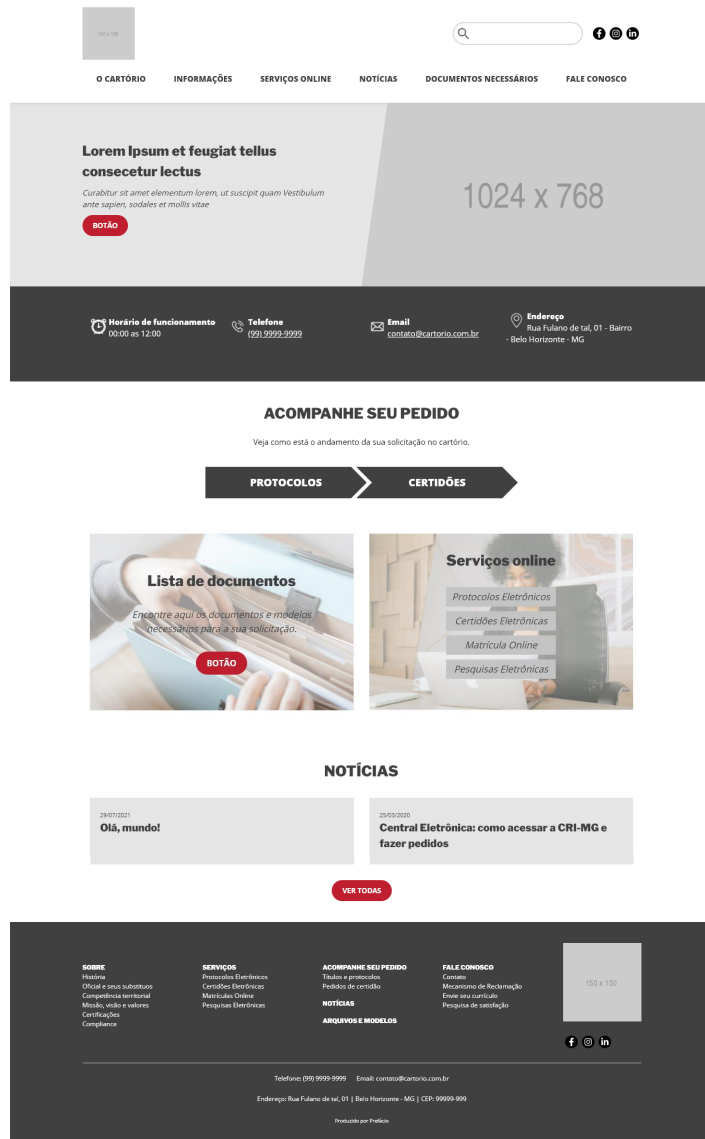 150 x 150
O CARTÓRIO INFORMAÇÕES SERVIÇOS ONLINE NOTÍCIAS DOCUMENTOS NECESSÁRIOS FALE CONOSCO
Lorem Ipsum et feugiat tellus
consecetur lectus
Curabitur sit amet elementum lorem, ut suscipit quam Vestibulum
ante sapien, sodales et mollis vitae
BOTÃO
1024 x 768
Horário de funcionamento
00:00 as 12:00
Telefone
(99) 9999-9999
Email
contato@cartorio.com.br
Endereço
Rua Fulano de tal, 01 - Bairro
- Belo Horizonte - MG
ACOMPANHE SEU PEDIDO
Veja como está o andamento da sua solicitação no cartório.
PROTOCOLOS CERTIDÕES
Lista de documentos
Encontre aqui os documentos e modelos
necessários para a sua solicitação.
BOTÃO
Serviços online
Protocolos Eletrônicos
Certidões Eletrônicas
Matrícula Online
Pesquisas Eletrônicas
NOTÍCIAS
29/07/2021
Olá, mundo!
25/03/2020
Central Eletrônica: como acessar a CRI-MG e
fazer pedidos
VER TODAS
SOBRE
História
Oficial e seus substituos
Competência territorial
Missão, visão e valores
Certificações
Compliance
SERVIÇOS
Protocolos Eletrônicos
Certidões Eletrônicas
Matrículas Online
Pesquisas Eletrônicas
ACOMPANHE SEU PEDIDO
Títulos e protocolos
Pedidos de certidão
NOTÍCIAS
ARQUIVOS E MODELOS
FALE CONOSCO
Contato
Mecanismo de Reclamação
Envie seu currículo
Pesquisa de satisfação
150 x 150
Telefone: (99) 9999-9999 Email: contato@cartorio.com.br
Endereço: Rua Fulano de tal, 01 | Belo Horizonte - MG | CEP: 99999-999
Produzido por Prefácio